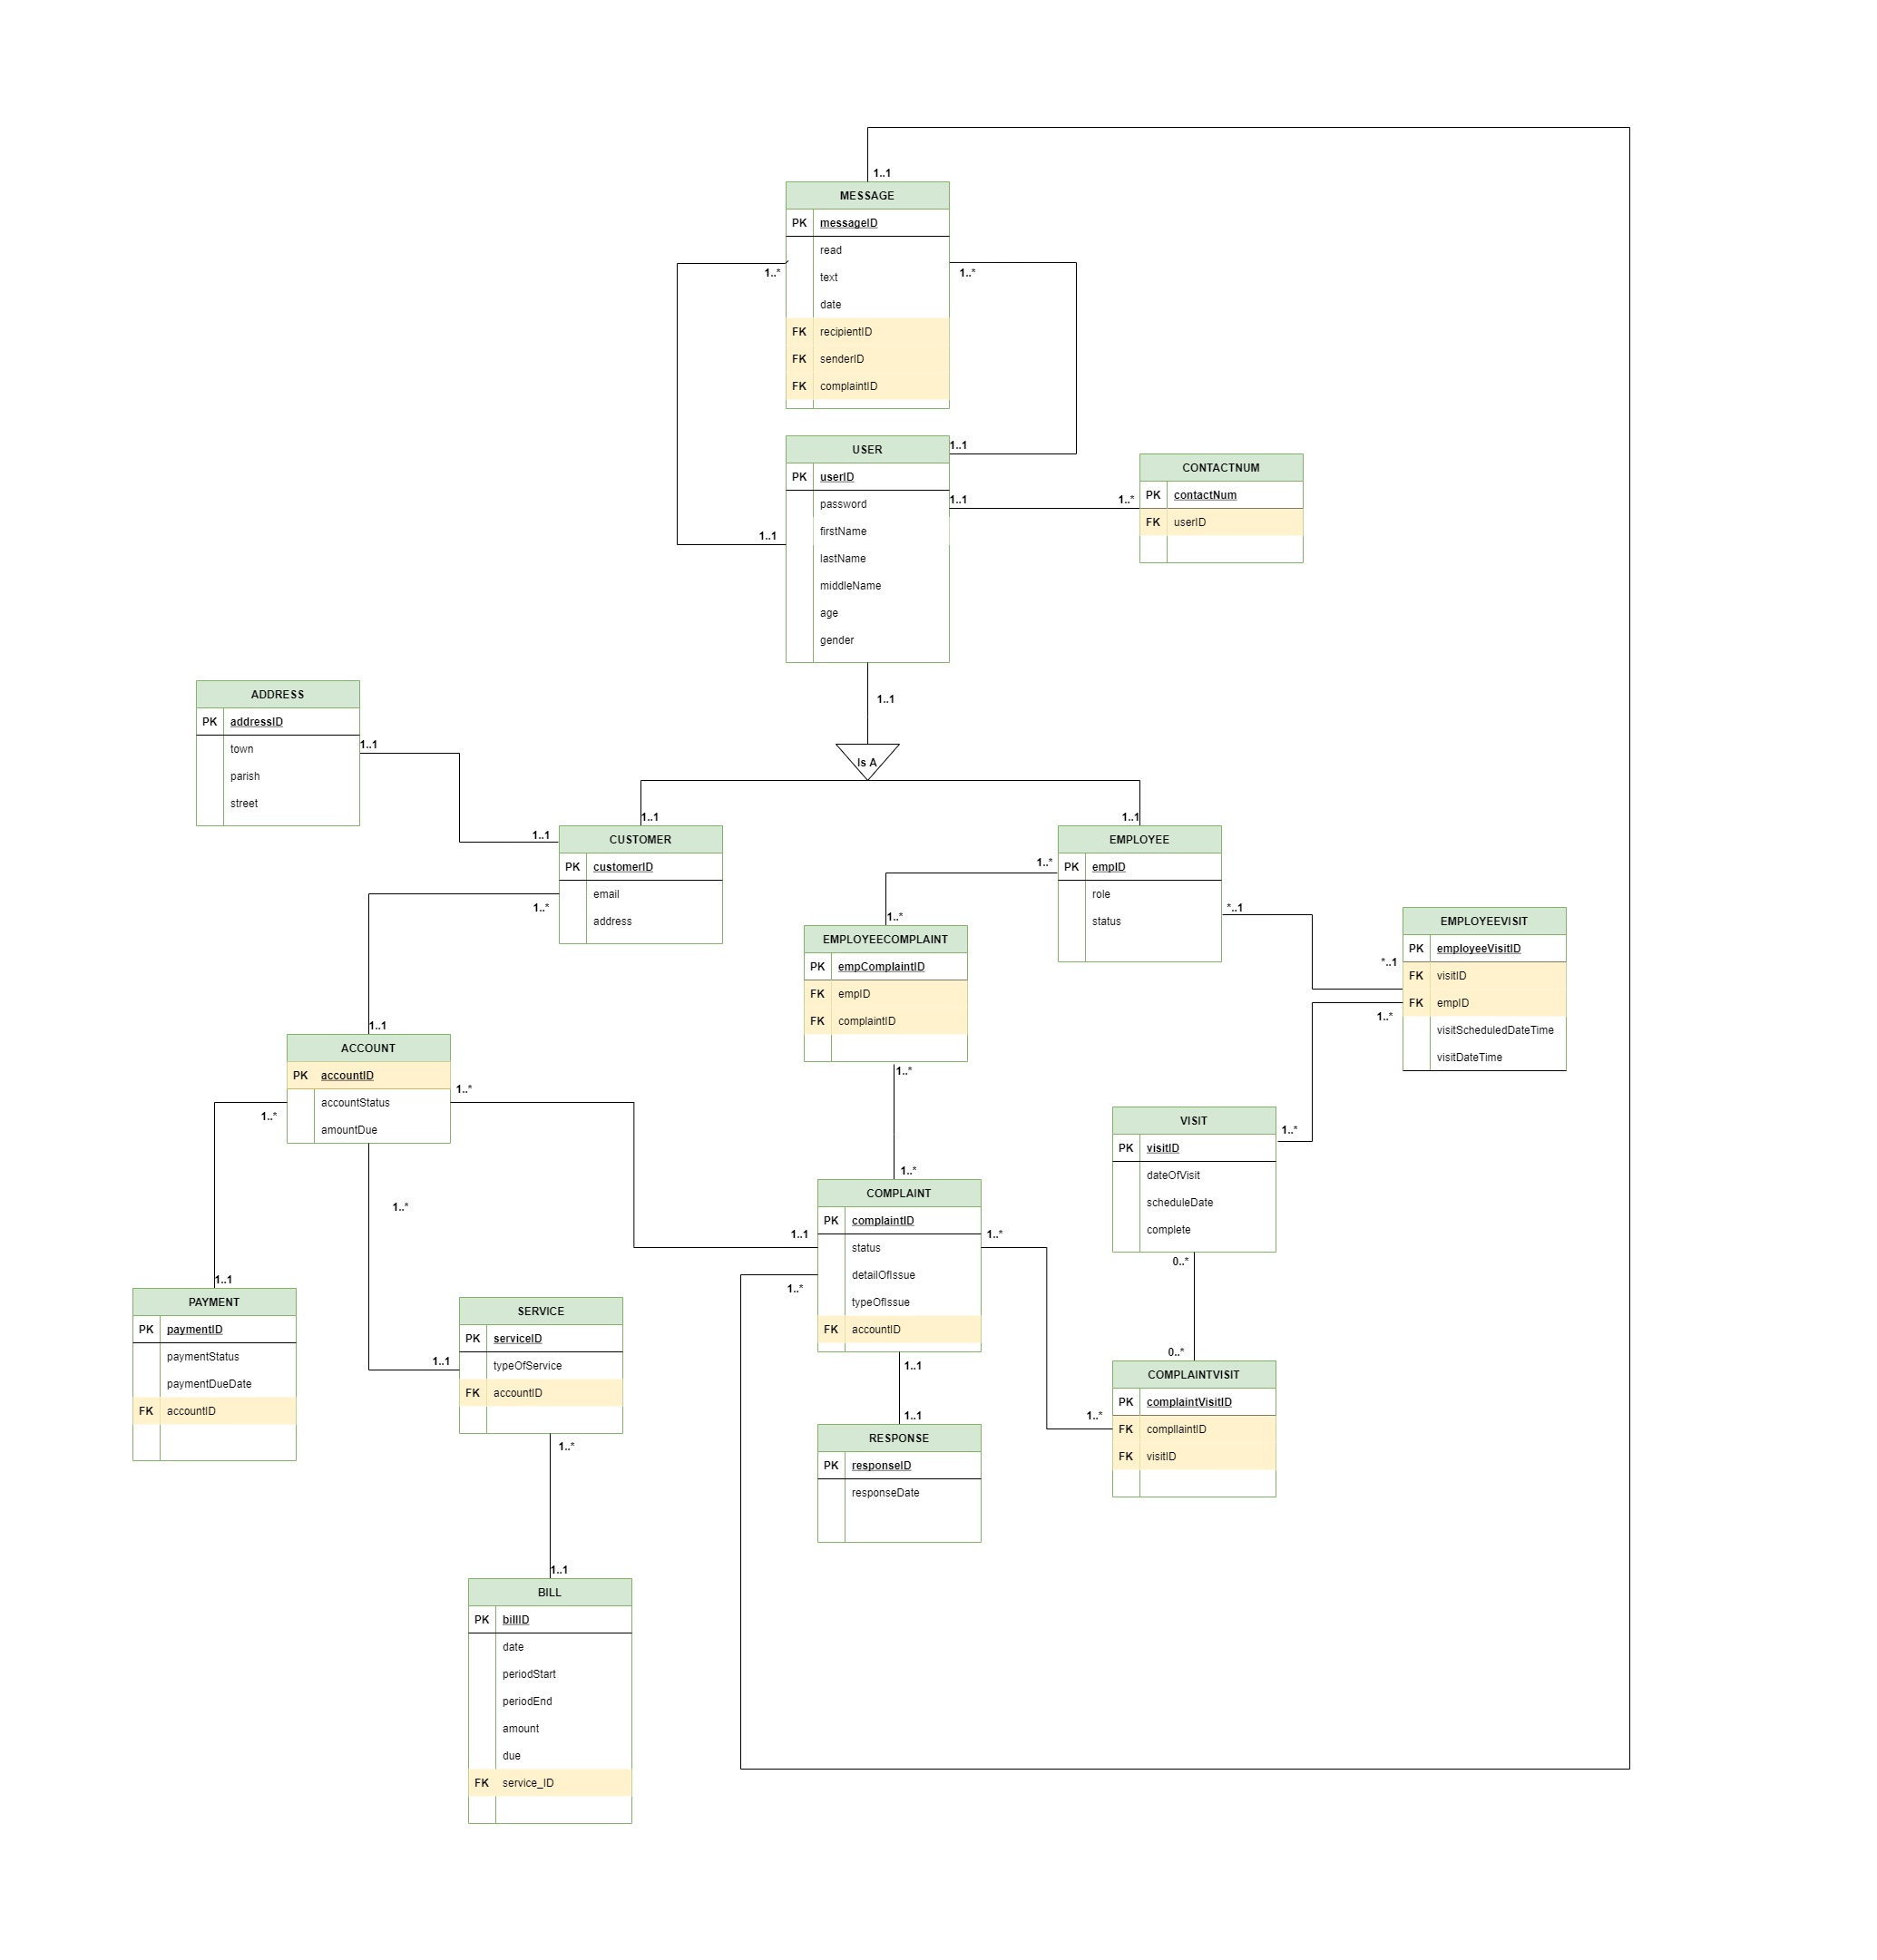 1..1
MESSAGE
PK messageID
read
text
date
FK recipientID
FK senderID
FK complaintID
1..*
1..*
USER
PK userID
password
firstName
lastName
middleName
age
gender
1..1
1..1
1..1
1..*
CONTACTNUM
PK contactNum
FK userID
1..1
Is A
ADDRESS
PK addressID
town
parish
street
1..1
1..1
1..1
CUSTOMER
PK customerID
email
address
1..*
1..1
EMPLOYEE
PK empID
role
status
1..*
*..1
1..*
EMPLOYEECOMPLAINT
PK empComplaintID
FK empID
FK complaintID
1..*
EMPLOYEEVISIT
PK employeeVisitID
FK visitID
FK empID
visitScheduledDateTime
visitDateTime
*..1
1..*
1..1
ACCOUNT
PK accountID
accountStatus
amountDue
1..*
1..*
1..*
VISIT
PK visitID
dateOfVisit
scheduleDate
complete
1..*
0..*
1..*
COMPLAINT
PK complaintID
status
detailOfIssue
typeOfIssue
FK accountID
1..1
1..*
1..*
1..1
1..1
PAYMENT
PK paymentID
paymentStatus
paymentDueDate
FK accountID
1..1
SERVICE
PK serviceID
typeOfService
FK accountID
1..*
1..1
RESPONSE
PK responseID
responseDate
0..*
1..*
COMPLAINTVISIT
PK complaintVisitID
FK compllaintID
FK visitID
1..1
BILL
PK billID
date
periodStart
periodEnd
amount
due
FK service_ID